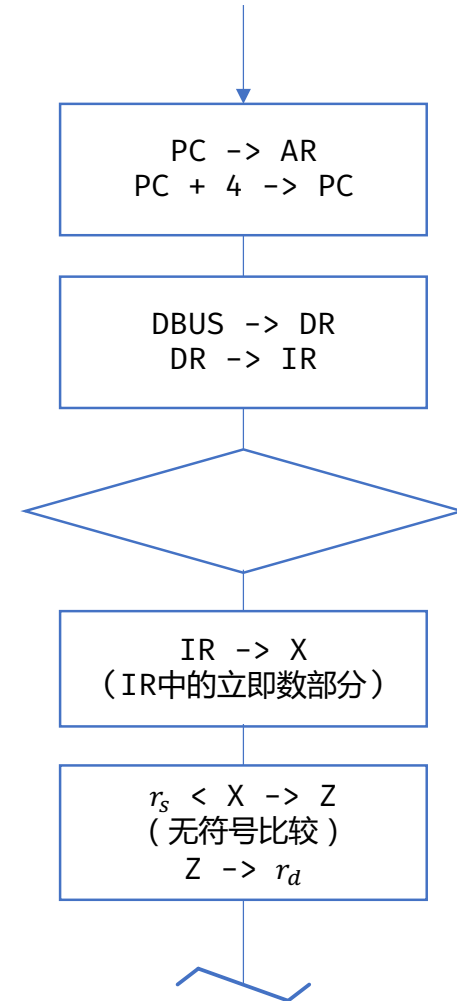 PC -> AR
PC + 4 -> PC
DBUS -> DR
DR -> IR
IR -> X
（IR中的立即数部分）
rs < X -> Z
（无符号比较）
Z -> rd